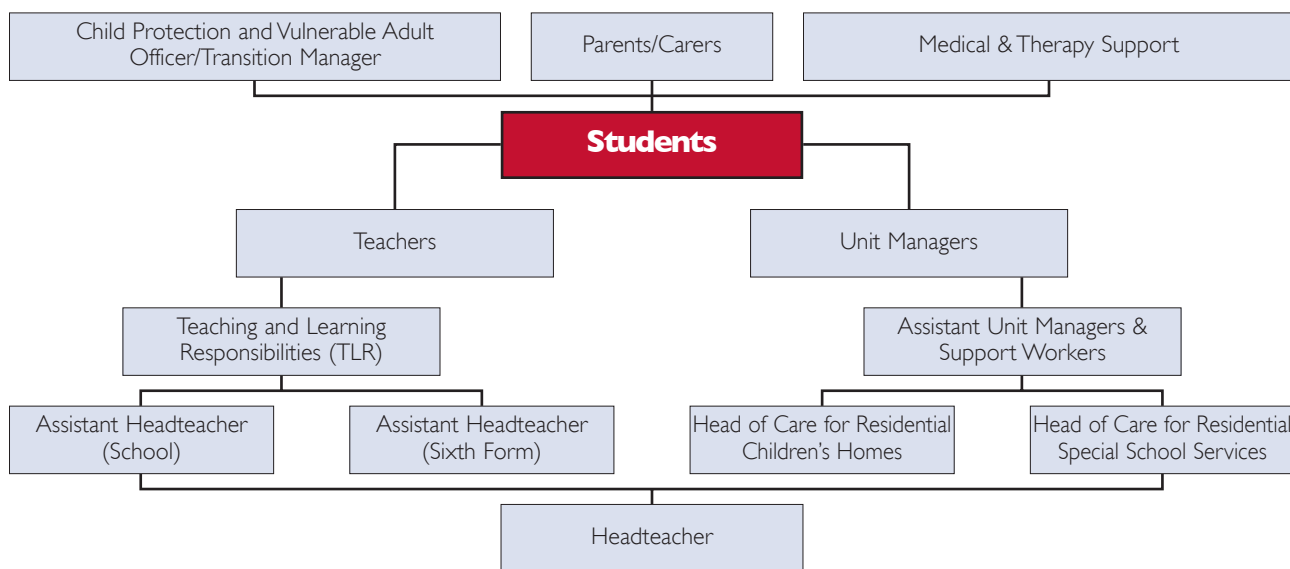 Child Protection and Vulnerable Adult
Officer/Transition Manager
Parents/Carers
Medical & Therapy Support
Students
Teachers
Unit Managers
Teaching and Learning
Responsibilities (TLR)
Assistant Unit Managers &
Support Workers
Assistant Headteacher
(School)
Assistant Headteacher
(Sixth Form)
Head of Care for Residential
Children's Homes
Head of Care for Residential
Special School Services
Headteacher